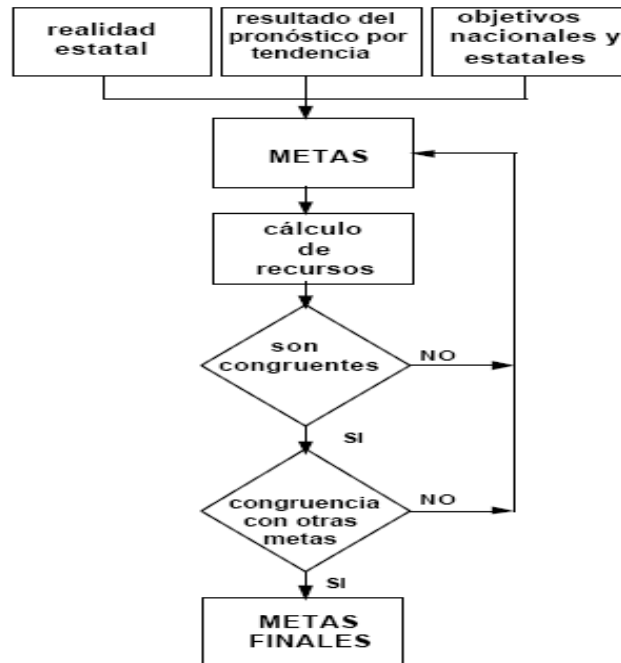 realidad
estatal
resultado del
pronóstico por
tendencia
objetivos
nacionales y
estatales
METAS
cálculo
de
recursos
son
congruentes
NO
SI
congruencia
con otras
metas
NO
SI
METAS
FINALES